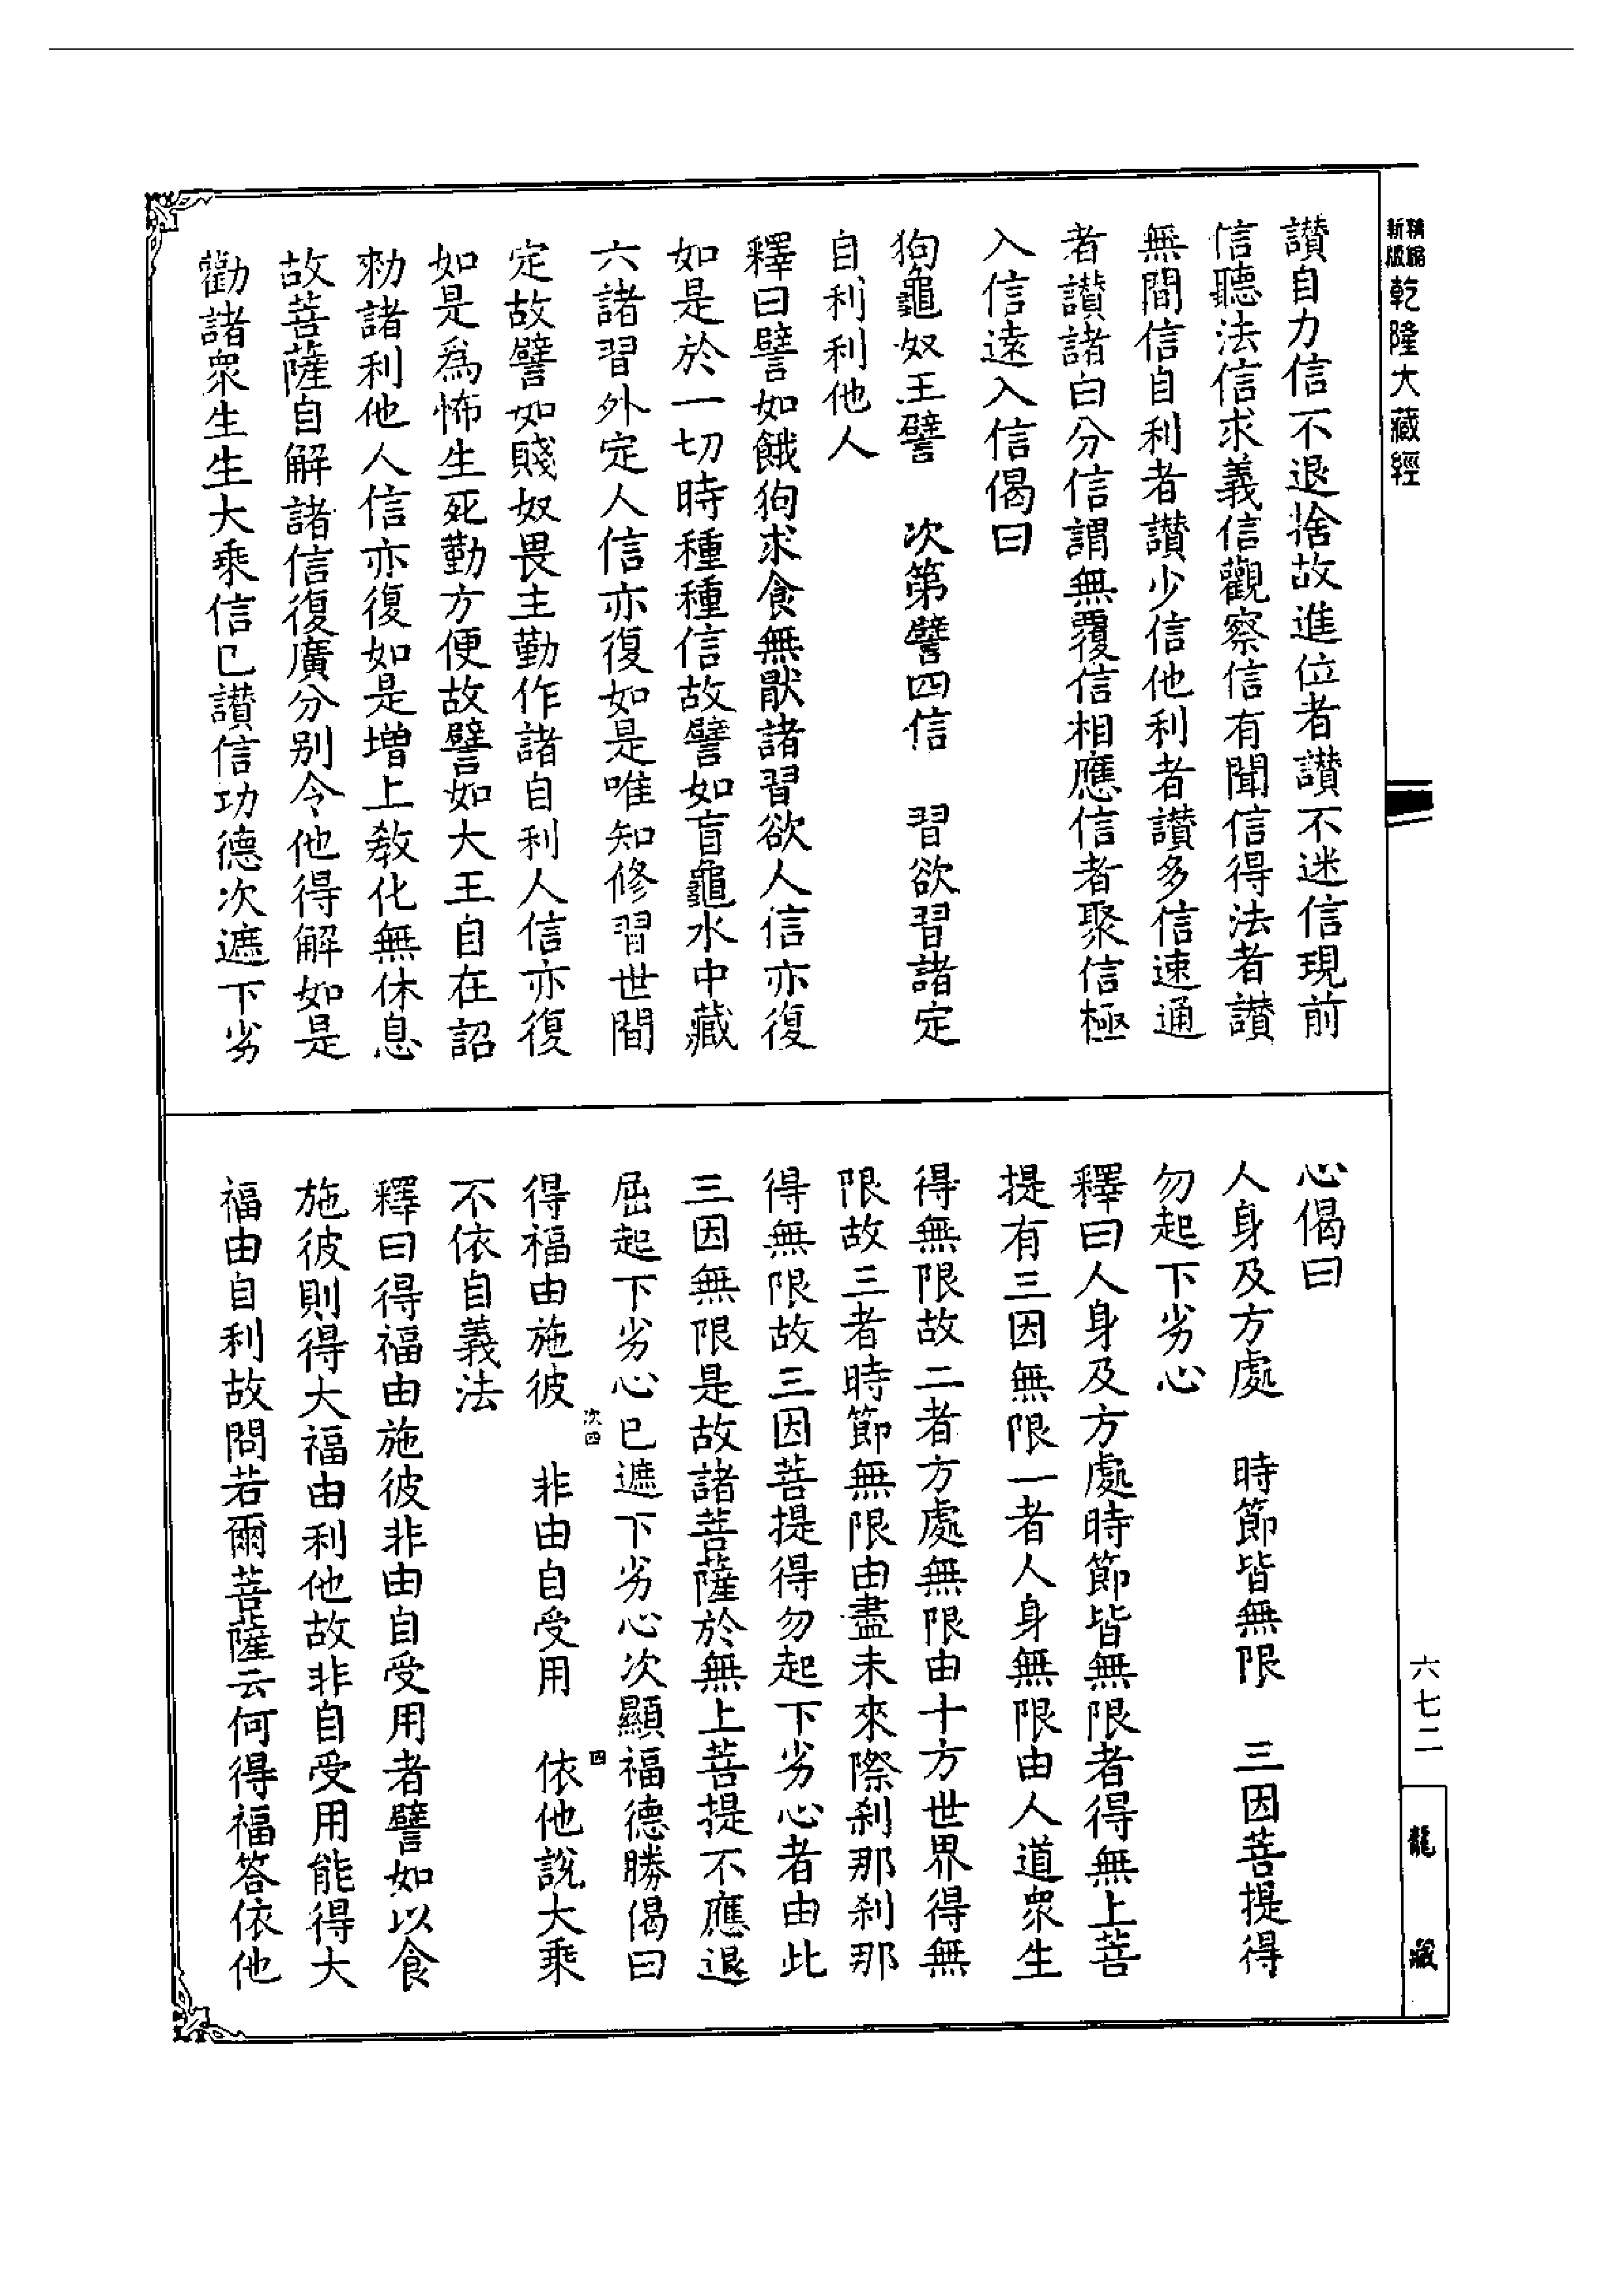 精縮新版乾隆大藏經
讚自力信不退捨故進位者讚不迷信現前
信聽法信求義信觀察信有聞信得法者讚
無間信自利者讚少信他利者讚多信速通
者讚諸白分信謂無覆信相應信者聚信極
入信遠入信偈曰
狗龜奴王譬　次第譬四信　習欲習諸定
自利利他人
釋曰譬如餓狗求食無猒諸習欲人信亦復
如是於一切時種種信故譬如盲龜水中藏
六諸習外定人信亦復如是唯知修習世間
定故譬如賤奴畏主勤作諸自利人信亦復
如是為怖生死勤方便故譬如大王自在詔
勑諸利他人信亦復如是增上教化無休息
故菩薩自解諸信復廣分別令他得解如是
勸諸眾生生大乘信已讚信功德次遮下劣
心偈曰
人身及方處　時節皆無限　三因菩提得
勿起下劣心
釋曰人身及方處時節皆無限者得無上菩
提有三因無限一者人身無限由人道眾生
得無限故二者方處無限由十方世界得無
限故三者時節無限由盡未來際剎那剎那
得無限故三因菩提得勿起下劣心者由此
三因無限是故諸菩薩於無上菩提不應退
屈起下劣心已遮下劣心次顯福德勝偈曰
次四　四
得福由施彼　非由自受用　依他說大乘
不依自義法
釋曰得福由施彼非由自受用者譬如以食
施彼則得大福由利他故非自受用能得大
福由自利故問若爾菩薩云何得福答依他
六七二
龍藏